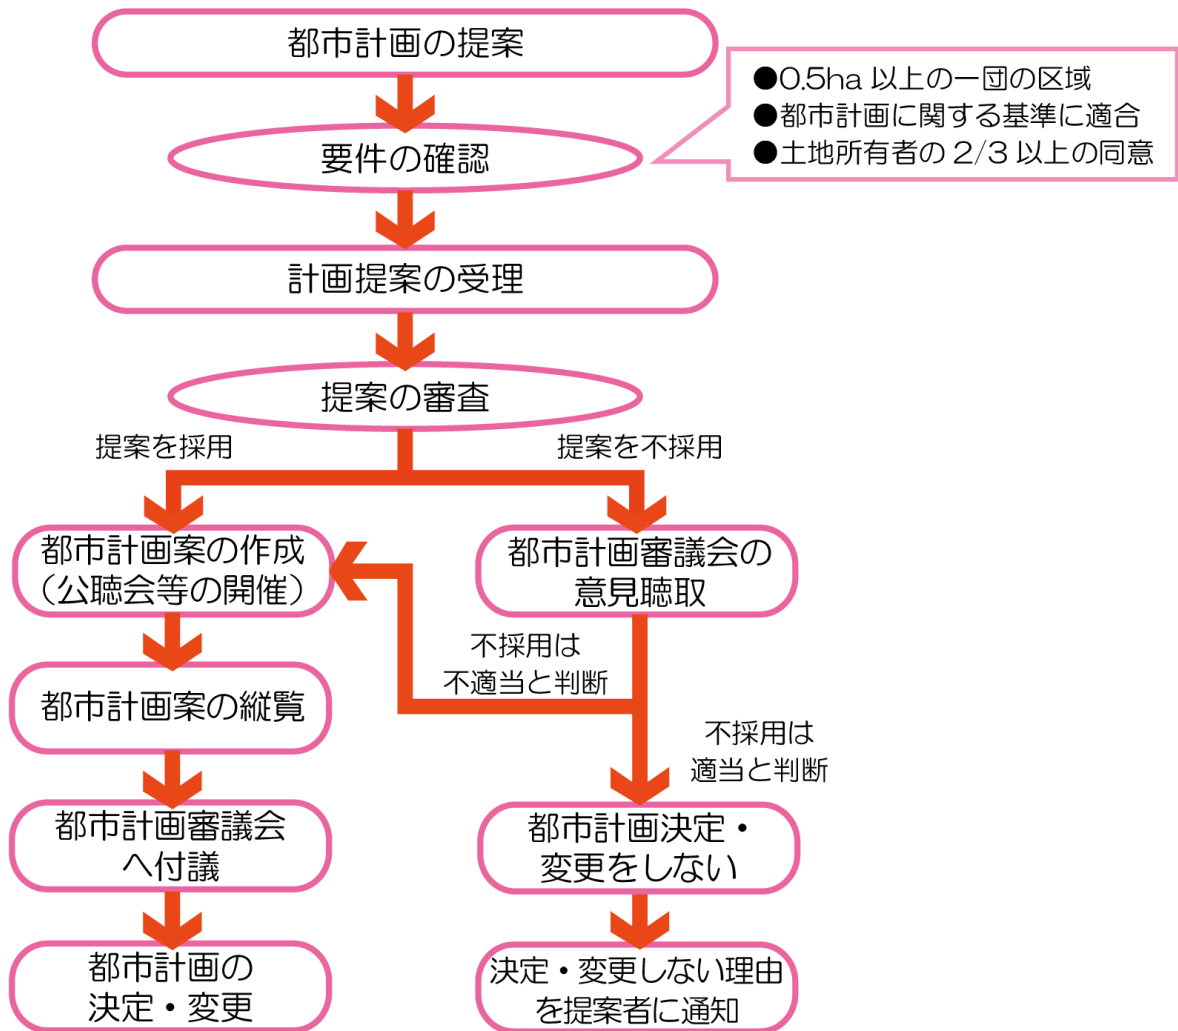 都市計画の提案
●0.5ha 以上の一団の区域
●都市計画に関する基準に適合
●土地所有者の 2/3 以上の同意
要件の確認
計画提案の受理
提案の審査
提案を採用
提案を不採用
都市計画案の作成
（公聴会等の開催）
都市計画審議会の
意見聴取
不採用は
不適当と判断
都市計画案の縦覧
不採用は
適当と判断
都市計画審議会
へ付議
都市計画決定・
変更をしない
都市計画の
決定・変更
決定・変更しない理由
を提案者に通知